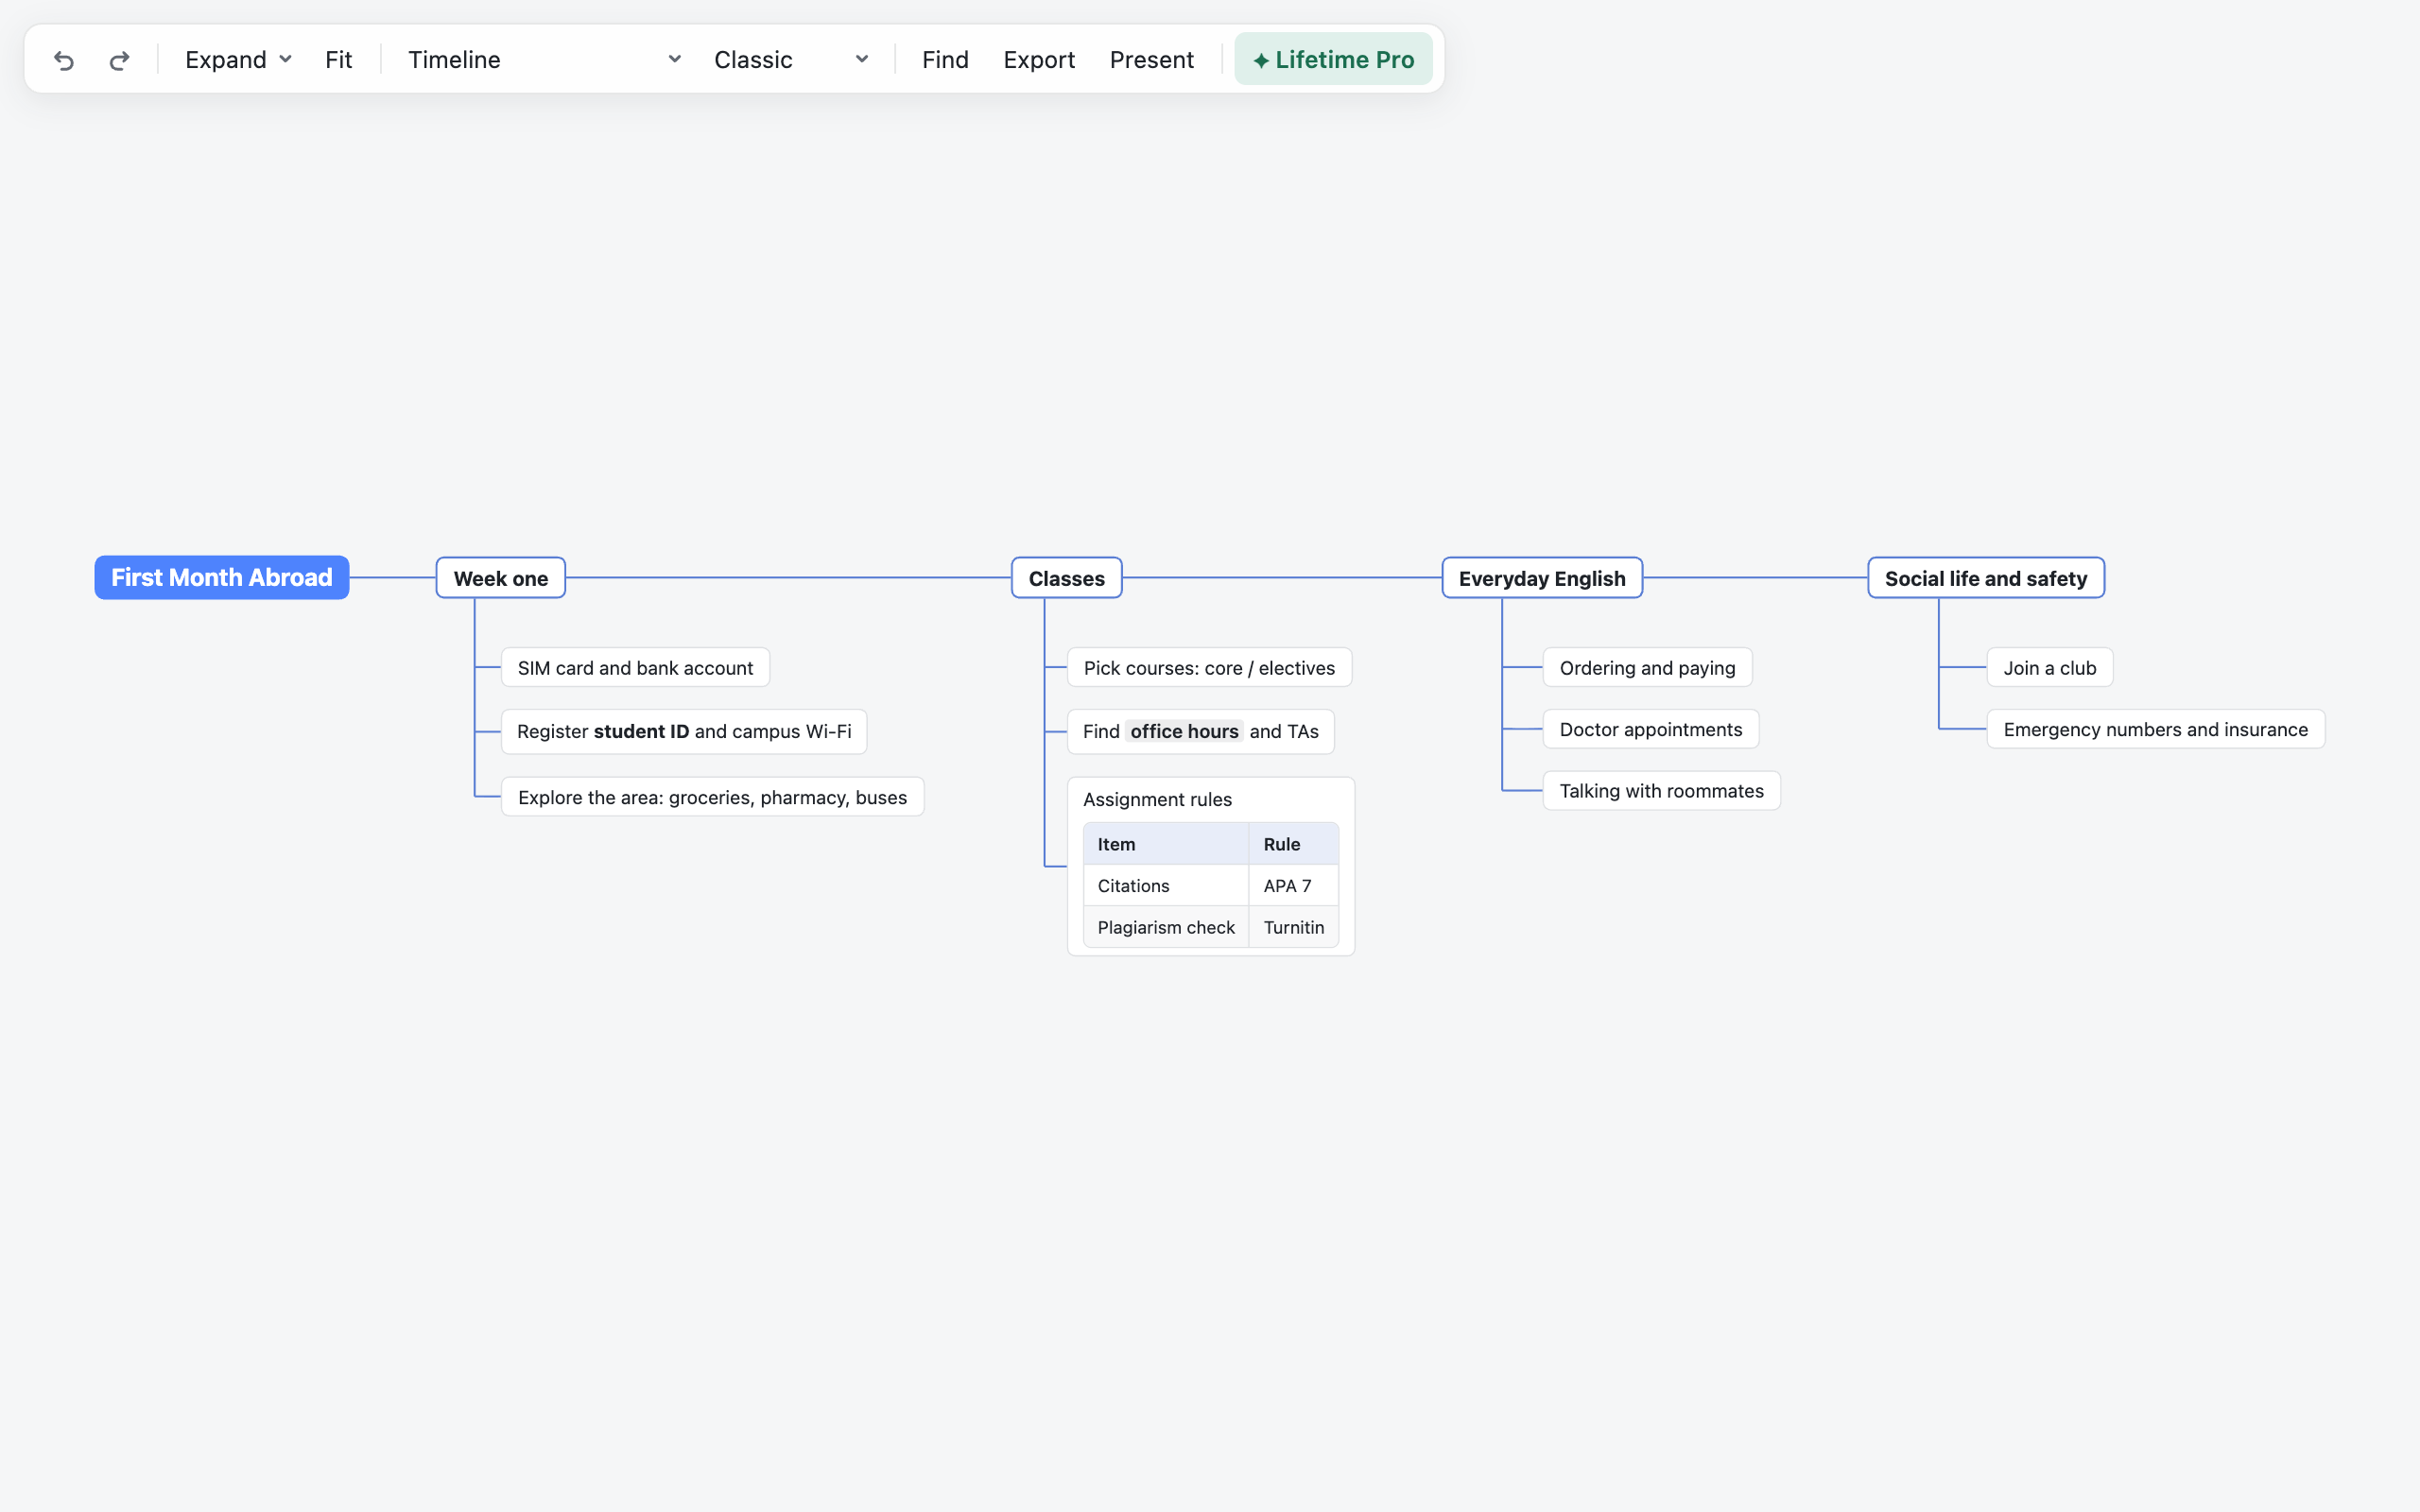 Expand Fit Timeline Classic Find Export Present Lifetime Pro
First Month Abroad
Week one
SIM card and bank account
Register student ID and campus Wi-Fi
Explore the area: groceries, pharmacy, buses
Classes
Pick courses: core / electives
Find office hours and TAs
Assignment rules
Item Rule
Citations APA 7
Plagiarism check Turnitin
Everyday English
Ordering and paying
Doctor appointments
Talking with roommates
Social life and safety
Join a club
Emergency numbers and insurance